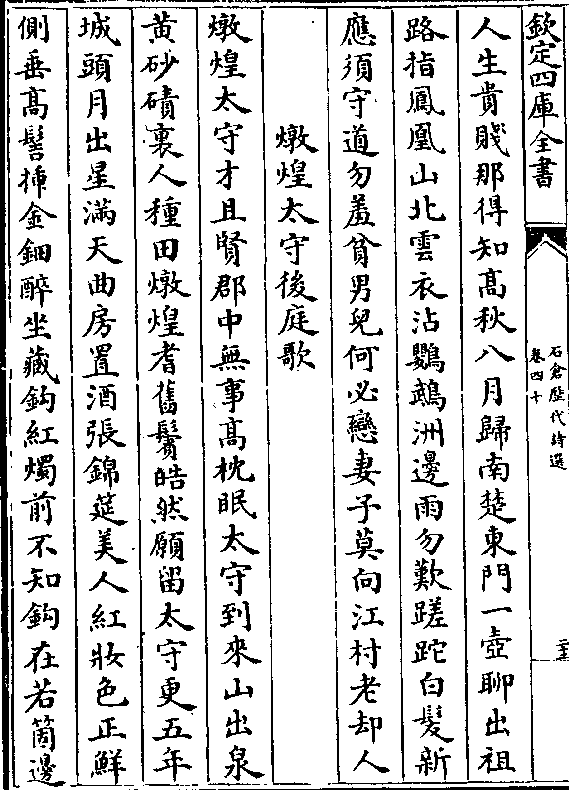 欽定四庫全書
石倉歴代詩選
卷四十
人生貴賤那得知髙秋八月歸南楚東門一壺聊出祖
路指鳳凰山北雲衣沾鸚鵡洲邊雨勿歎蹉跎白髪新
應須守道勿羞貧男兒何必戀妻子莫向江村老却人
燉煌太守後庭歌
燉煌太守才且賢郡中無事髙枕眠太守到來山出泉
黄砂磧裏人種田燉煌耆舊鬢皓然願留太守更五年
城頭月出星滿天曲房置酒張錦筵美人紅妝色正鮮
側垂髙髻揷金鈿醉坐藏鈎紅燭前不知鈎在若箇邊